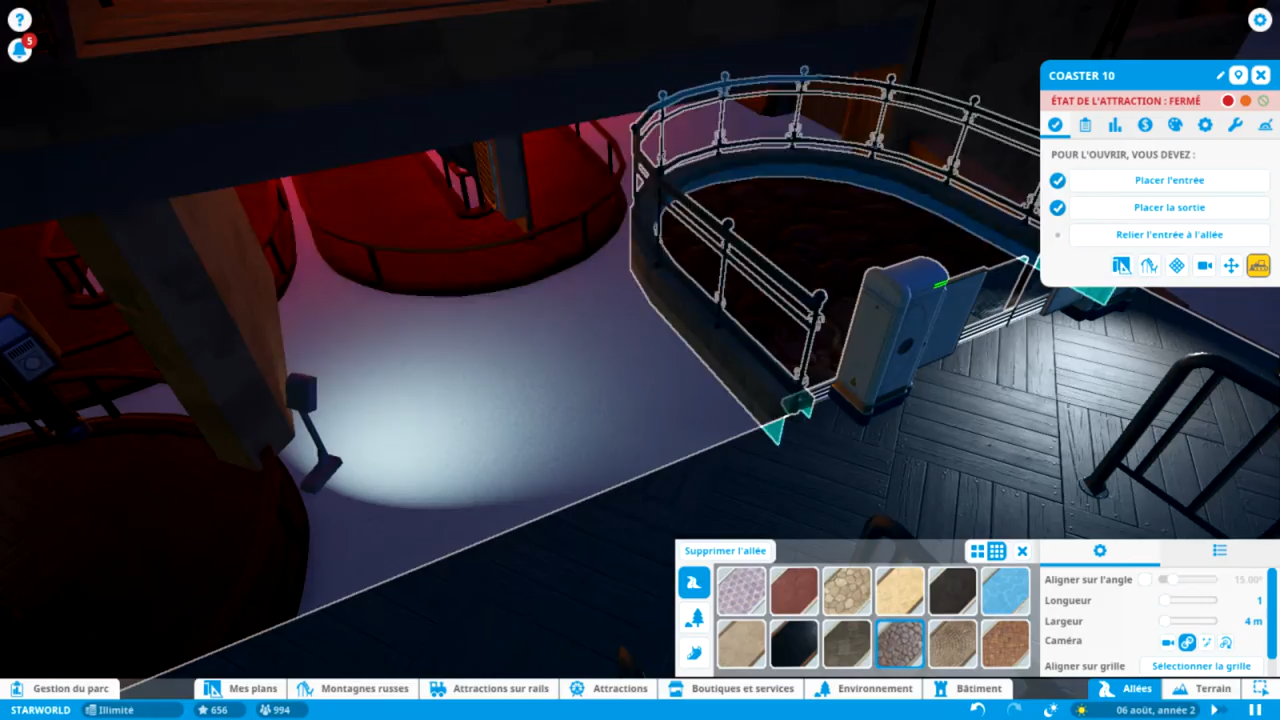 ?
5
COASTER 10
ÉTAT DE L'ATTRACTION : FERMÉ
POUR L'OUVRIR, VOUS DEVEZ :
Placer l'entrée
Placer la sortie
Relier l'entrée à l'allée
Supprimer l'allée
Aligner sur l'angle 15.00°
Longueur 1
Largeur 4 m
Caméra
Aligner sur grille Sélectionner la grille
Gestion du parc Mes plans Montagnes russes Attractions sur rails Attractions Boutiques et services Environnement Bâtiment Allées Terrain
STARWORLD Illimité 656 994 06 août, année 2